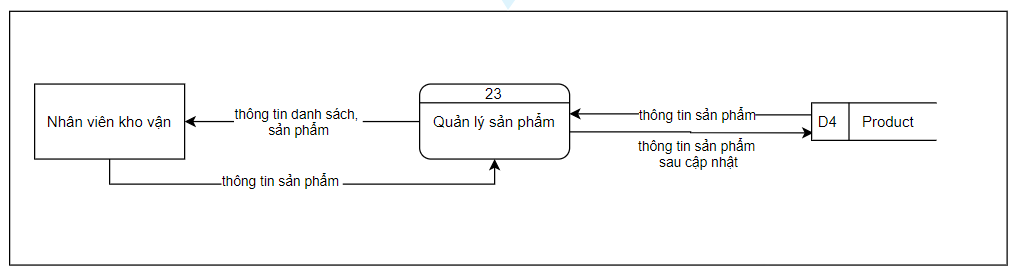 23
Nhân viên kho vận
thông tin danh sách,
sản phẩm
Quản lý sản phẩm
thông tin sản phẩm
D4
Product
thông tin sản phẩm
sau cập nhật
thông tin sản phẩm